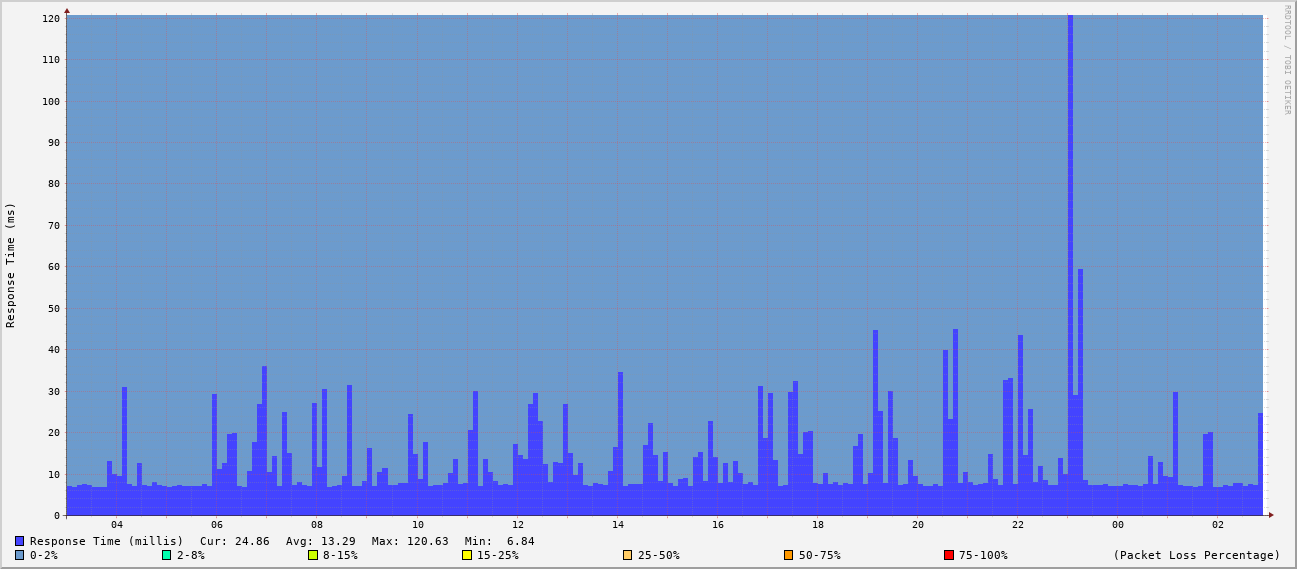 RRDTOOL / TOBI OETIKER
Response Time (ms)
120
110
100
90
80
70
60
50
40
30
20
10
0
04 06 08 10 12 14 16 18 20 22 00 02
Response Time (millis) Cur: 24.86 Avg: 13.29 Max: 120.63 Min: 6.84
0-2% 2-8% 8-15% 15-25% 25-50% 50-75% 75-100% (Packet Loss Percentage)